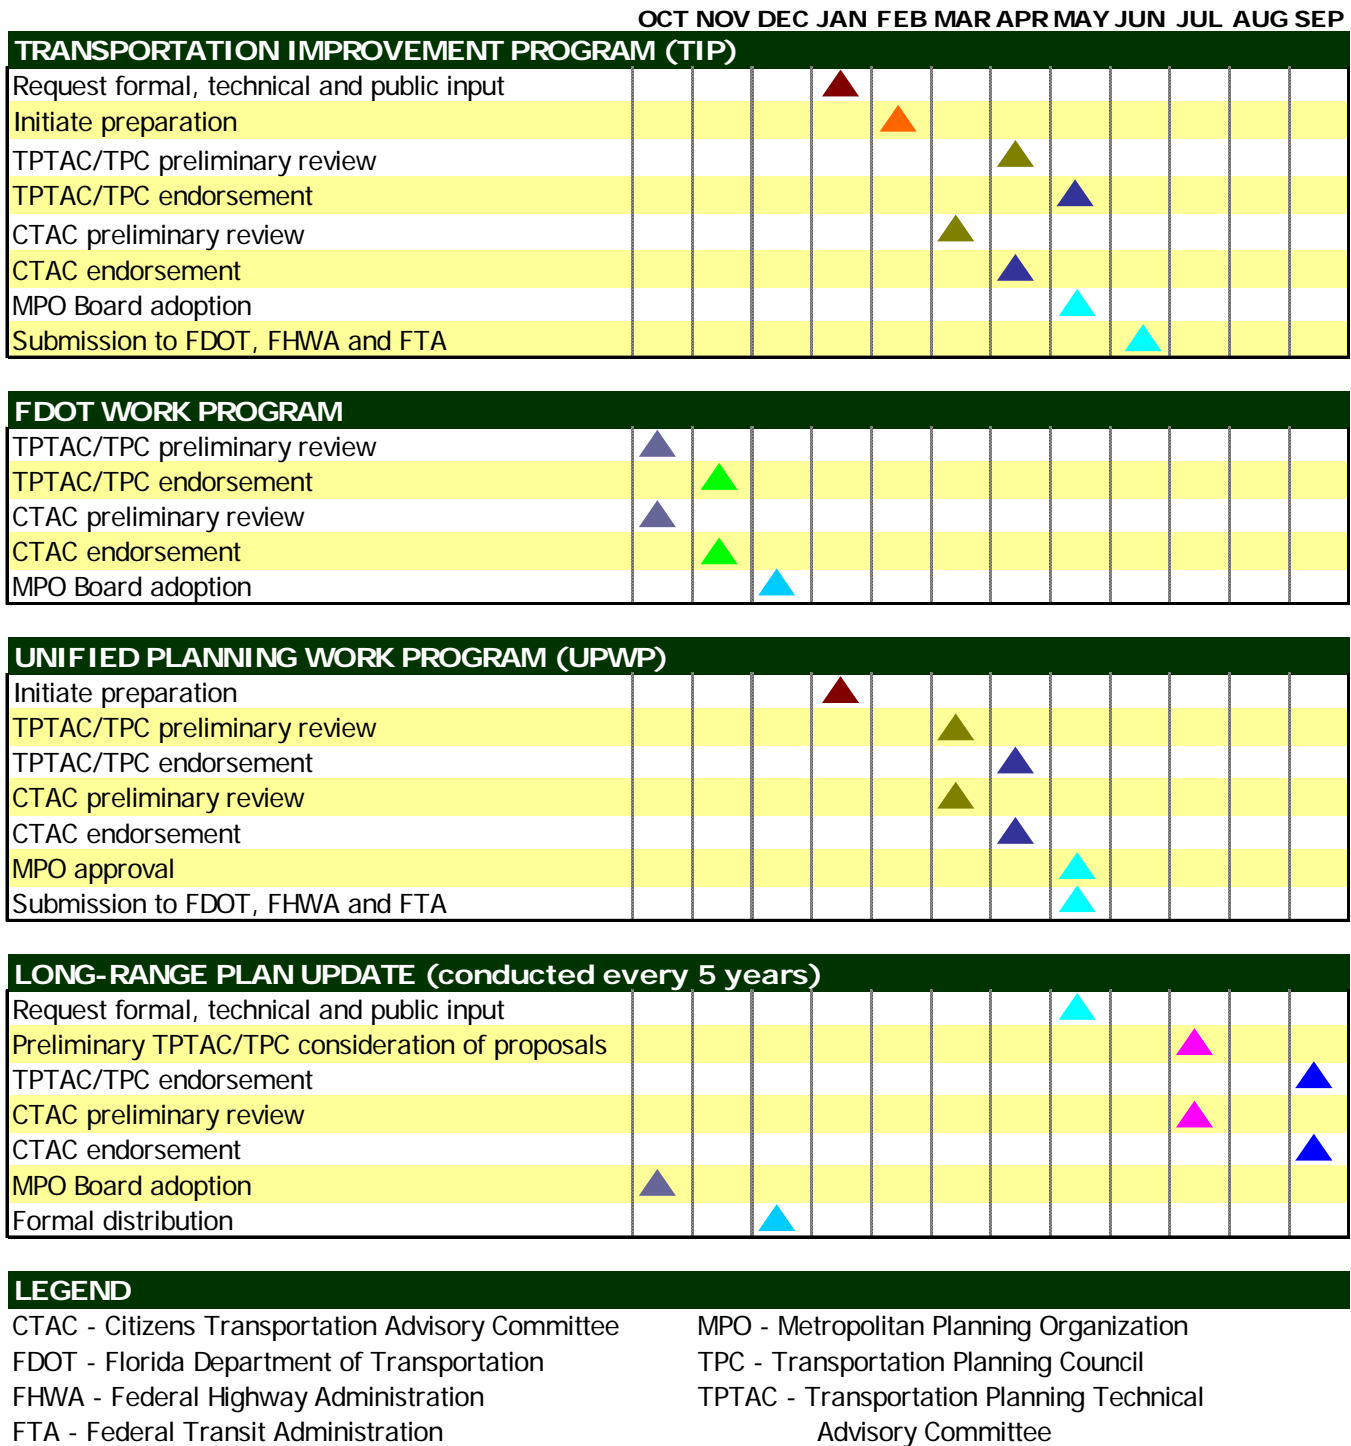 OCT NOV DEC JAN FEB MAR APR MAY JUN JUL AUG SEP
TRANSPORTATION IMPROVEMENT PROGRAM (TIP)
Request formal, technical and public input
Initiate preparation
TPTAC/TPC preliminary review
TPTAC/TPC endorsement
CTAC preliminary review
CTAC endorsement
MPO Board adoption
Submission to FDOT, FHWA and FTA
FDOT WORK PROGRAM
TPTAC/TPC preliminary review
TPTAC/TPC endorsement
CTAC preliminary review
CTAC endorsement
MPO Board adoption
UNIFIED PLANNING WORK PROGRAM (UPWP)
Initiate preparation
TPTAC/TPC preliminary review
TPTAC/TPC endorsement
CTAC preliminary review
CTAC endorsement
MPO approval
Submission to FDOT, FHWA and FTA
LONG-RANGE PLAN UPDATE (conducted every 5 years)
Request formal, technical and public input
Preliminary TPTAC/TPC consideration of proposals
TPTAC/TPC endorsement
CTAC preliminary review
CTAC endorsement
MPO Board adoption
Formal distribution
LEGEND
CTAC - Citizens Transportation Advisory Committee
FDOT - Florida Department of Transportation
FHWA - Federal Highway Administration
FTA - Federal Transit Administration
MPO - Metropolitan Planning Organization
TPC - Transportation Planning Council
TPTAC - Transportation Planning Technical
Advisory Committee